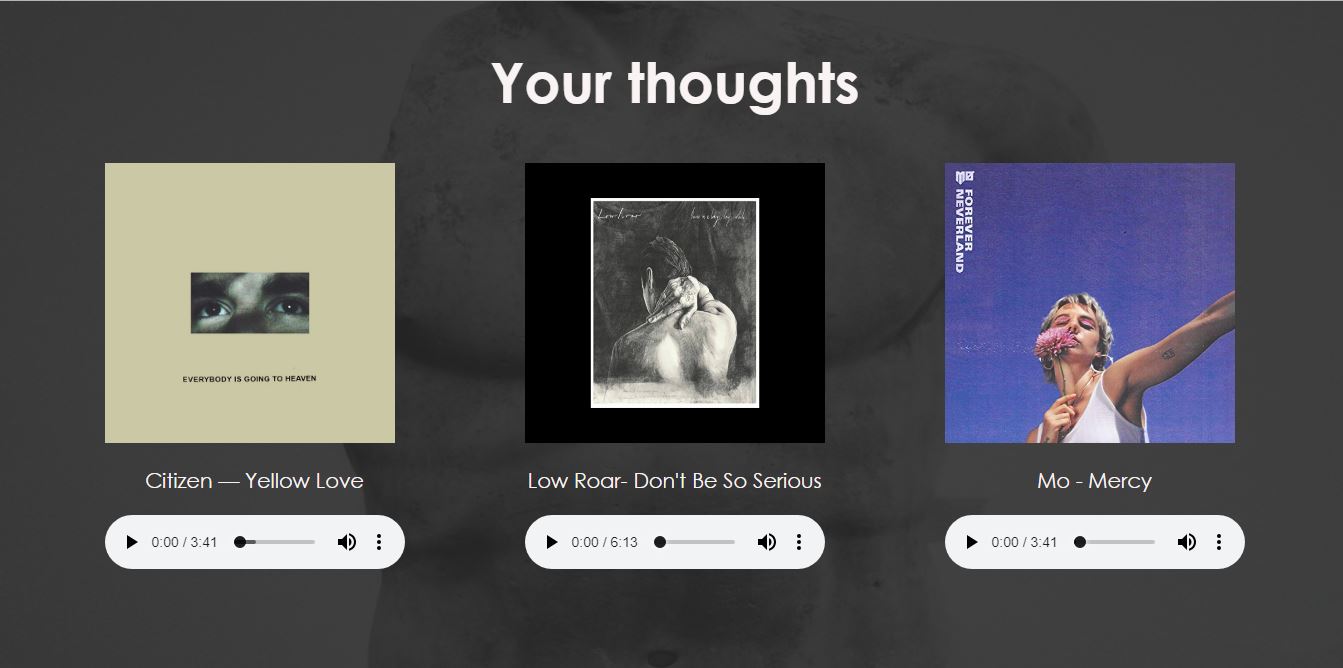 Your thoughts
EVERYBODY IS GOING TO HEAVEN
Low Roar
MØ
FOREVER
NEVERLAND
Citizen — Yellow Love
Low Roar- Don't Be So Serious
Mo - Mercy
0:00 / 3:41
0:00 / 6:13
0:00 / 3:41